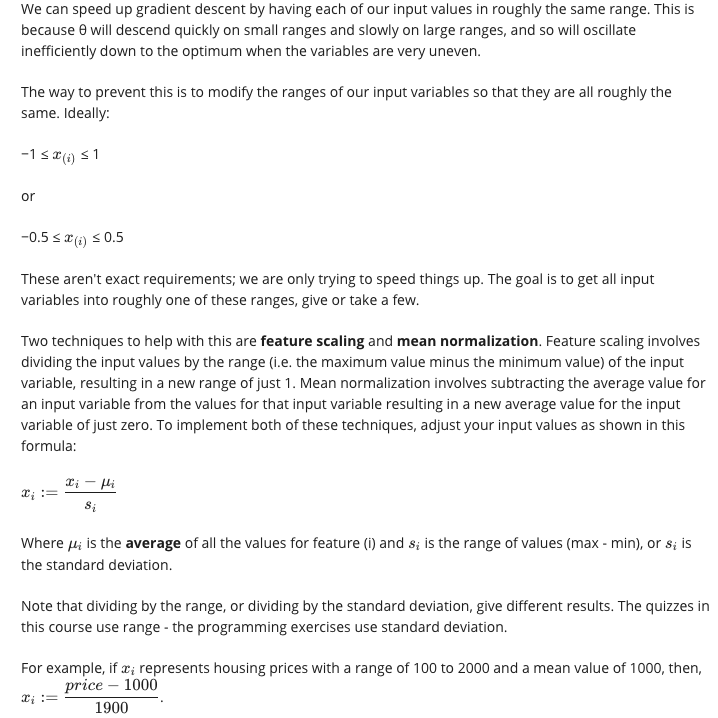 We can speed up gradient descent by having each of our input values in roughly the same range. This is
because θ will descend quickly on small ranges and slowly on large ranges, and so will oscillate
inefficiently down to the optimum when the variables are very uneven.
The way to prevent this is to modify the ranges of our input variables so that they are all roughly the
same. Ideally:
−1 ≤ x₍ᵢ₎ ≤ 1
or
−0.5 ≤ x₍ᵢ₎ ≤ 0.5
These aren't exact requirements; we are only trying to speed things up. The goal is to get all input
variables into roughly one of these ranges, give or take a few.
Two techniques to help with this are feature scaling and mean normalization. Feature scaling involves
dividing the input values by the range (i.e. the maximum value minus the minimum value) of the input
variable, resulting in a new range of just 1. Mean normalization involves subtracting the average value for
an input variable from the values for that input variable resulting in a new average value for the input
variable of just zero. To implement both of these techniques, adjust your input values as shown in this
formula:
xᵢ := (xᵢ − μᵢ) / sᵢ
Where μᵢ is the average of all the values for feature (i) and sᵢ is the range of values (max - min), or sᵢ is
the standard deviation.
Note that dividing by the range, or dividing by the standard deviation, give different results. The quizzes in
this course use range - the programming exercises use standard deviation.
For example, if xᵢ represents housing prices with a range of 100 to 2000 and a mean value of 1000, then,
xᵢ := (price − 1000) / 1900.